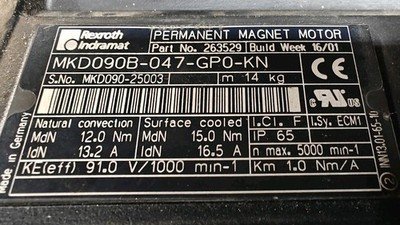 Rexroth
Indramat
PERMANENT MAGNET MOTOR
Part No. 263529 Build Week 16/01
MKD090B-047-GP0-KN
S.No. MKD090-25003 m 14 kg
CE
Natural convection Surface cooled I.Cl. F I.Sy. ECM1
MdN 12.0 Nm MdN 15.0 Nm IP. 65
IdN 13.2 A IdN 16.5 A n max. 5000 min-1
KE(eff) 91.0 V/1000 min-1 Km 1.0 Nm/A
Made in Germany